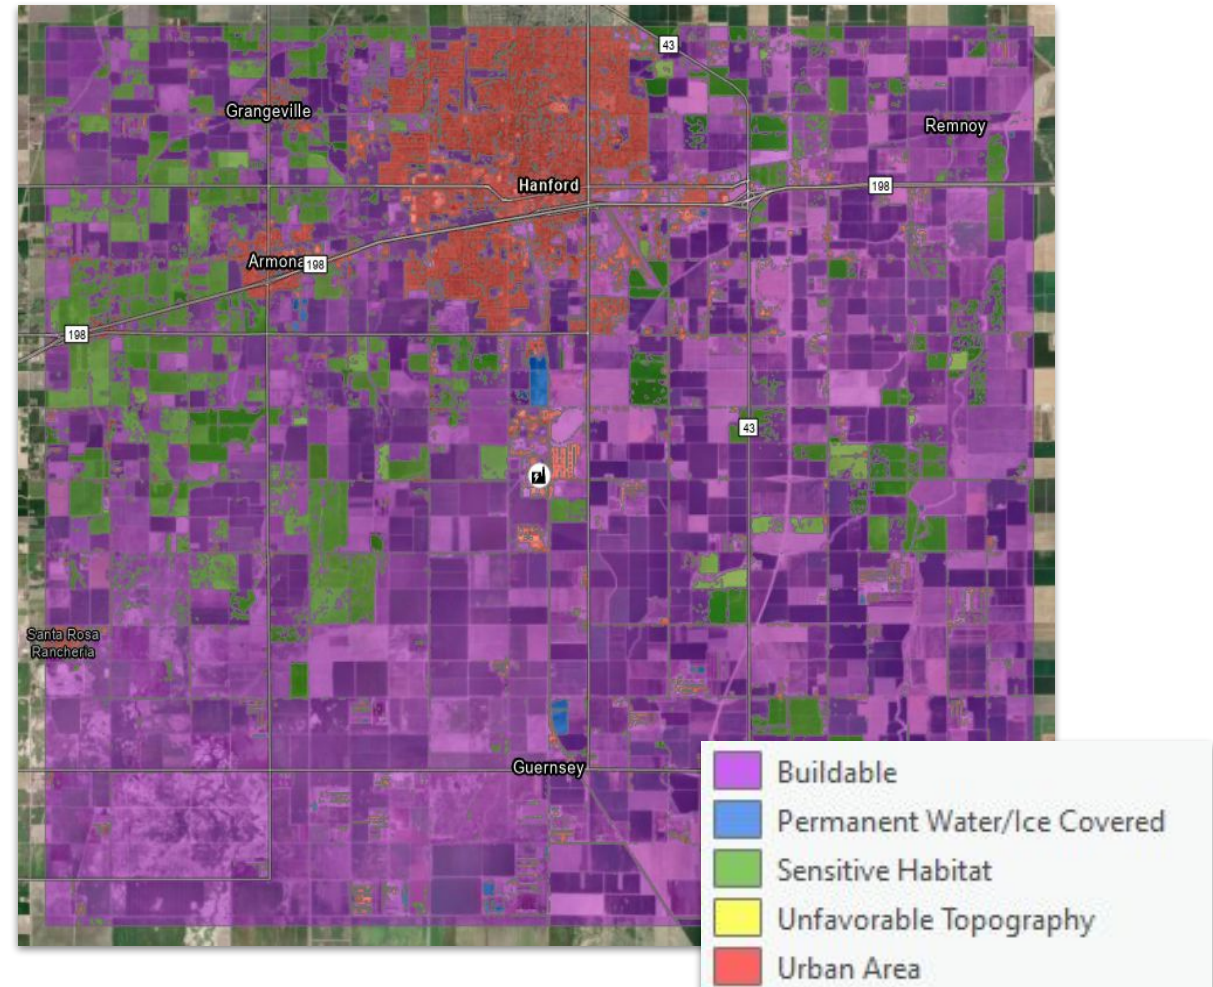 43
Grangeville
Remnoy
Hanford
198
Armona
198
198
43
Santa Rosa
Rancheria
Guernsey
Buildable
Permanent Water/Ice Covered
Sensitive Habitat
Unfavorable Topography
Urban Area